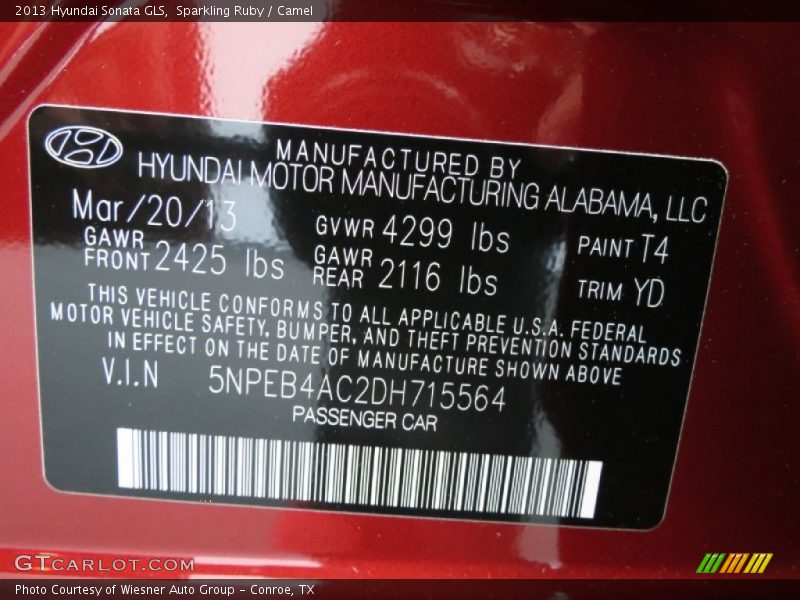 2013 Hyundai Sonata GLS, Sparkling Ruby / Camel
MANUFACTURED BY
HYUNDAI MOTOR MANUFACTURING ALABAMA, LLC
Mar/20/13 GVWR 4299 lbs PAINT T4
GAWR FRONT 2425 lbs GAWR REAR 2116 lbs TRIM YD
THIS VEHICLE CONFORMS TO ALL APPLICABLE U.S.A. FEDERAL
MOTOR VEHICLE SAFETY, BUMPER, AND THEFT PREVENTION STANDARDS
IN EFFECT ON THE DATE OF MANUFACTURE SHOWN ABOVE
V.I.N 5NPEB4AC2DH715564
PASSENGER CAR
GTCARLOT.COM
Photo Courtesy of Wiesner Auto Group - Conroe, TX